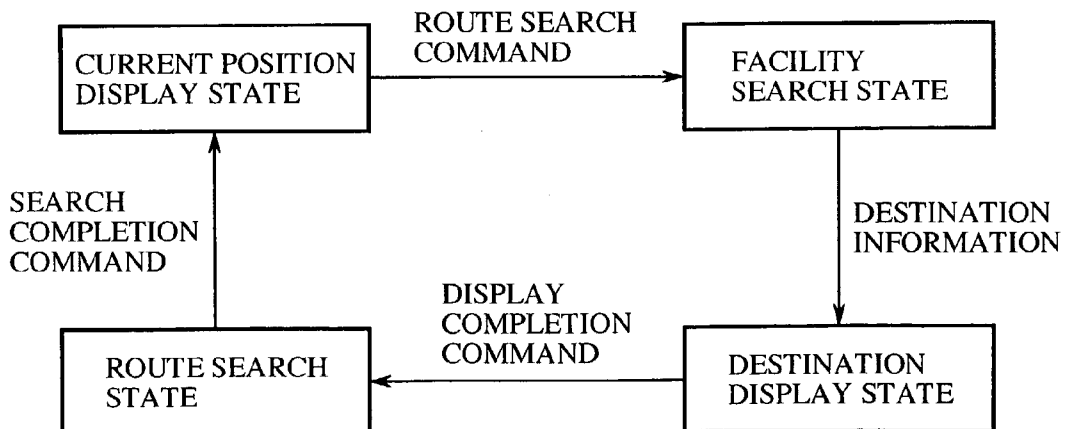 ROUTE SEARCH
COMMAND
CURRENT POSITION
DISPLAY STATE
FACILITY
SEARCH STATE
SEARCH
COMPLETION
COMMAND
DESTINATION
INFORMATION
DISPLAY
COMPLETION
COMMAND
ROUTE SEARCH
STATE
DESTINATION
DISPLAY STATE